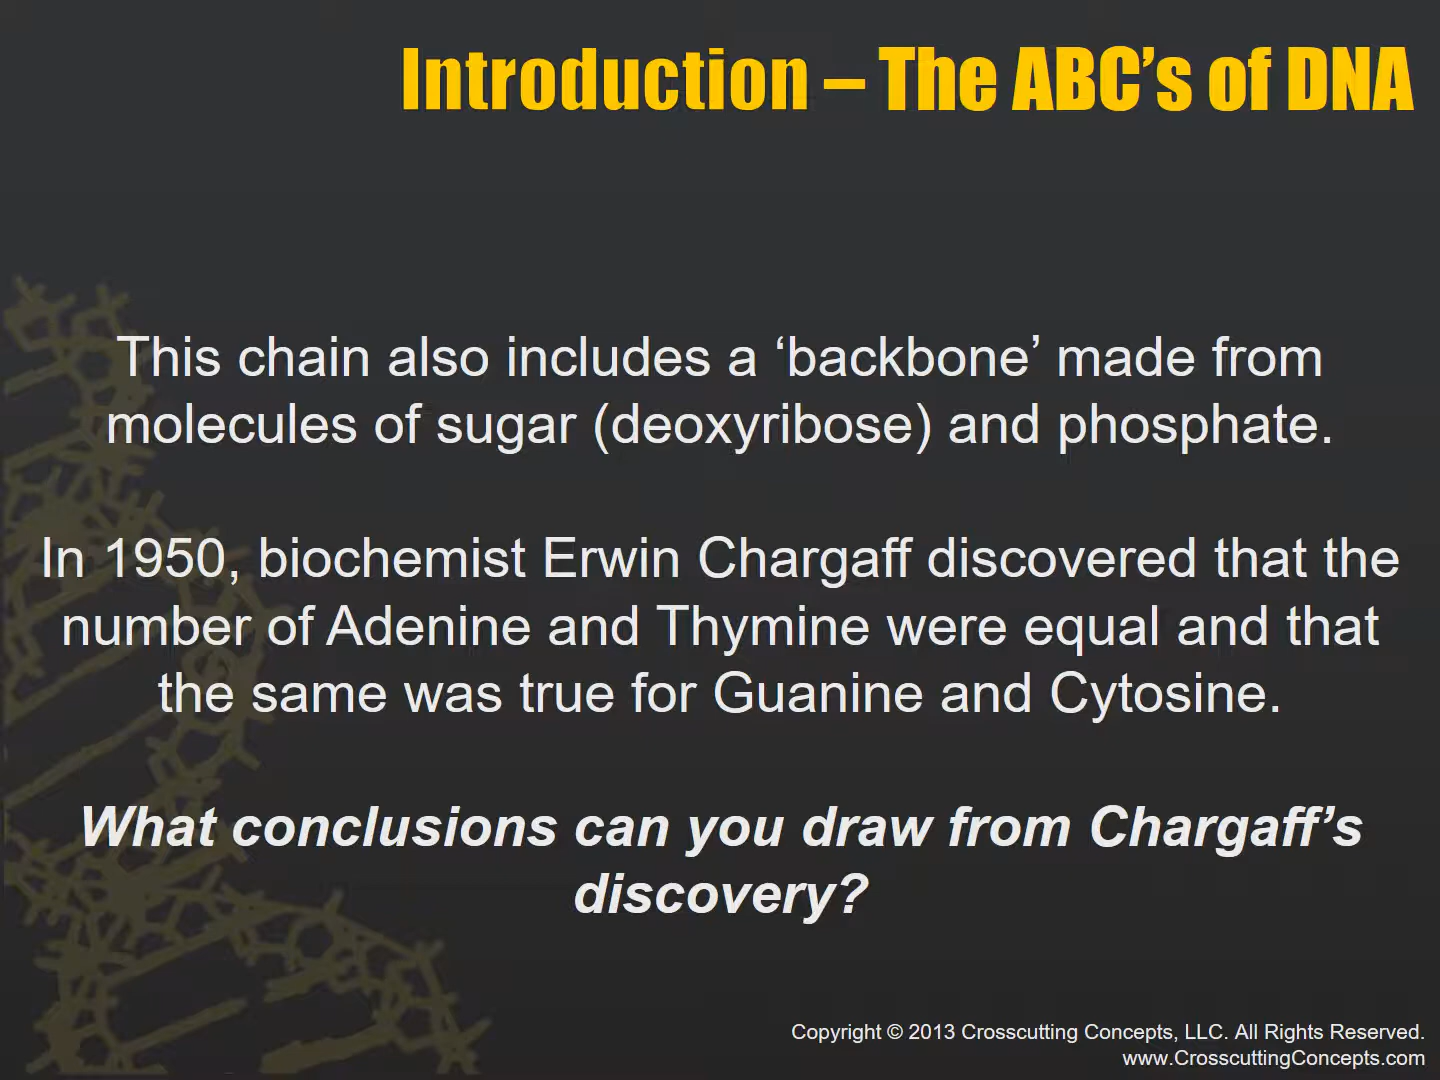 Introduction – The ABC’s of DNA
This chain also includes a ‘backbone’ made from
molecules of sugar (deoxyribose) and phosphate.
In 1950, biochemist Erwin Chargaff discovered that the
number of Adenine and Thymine were equal and that
the same was true for Guanine and Cytosine.
What conclusions can you draw from Chargaff’s
discovery?
Copyright © 2013 Crosscutting Concepts, LLC. All Rights Reserved.
www.CrosscuttingConcepts.com